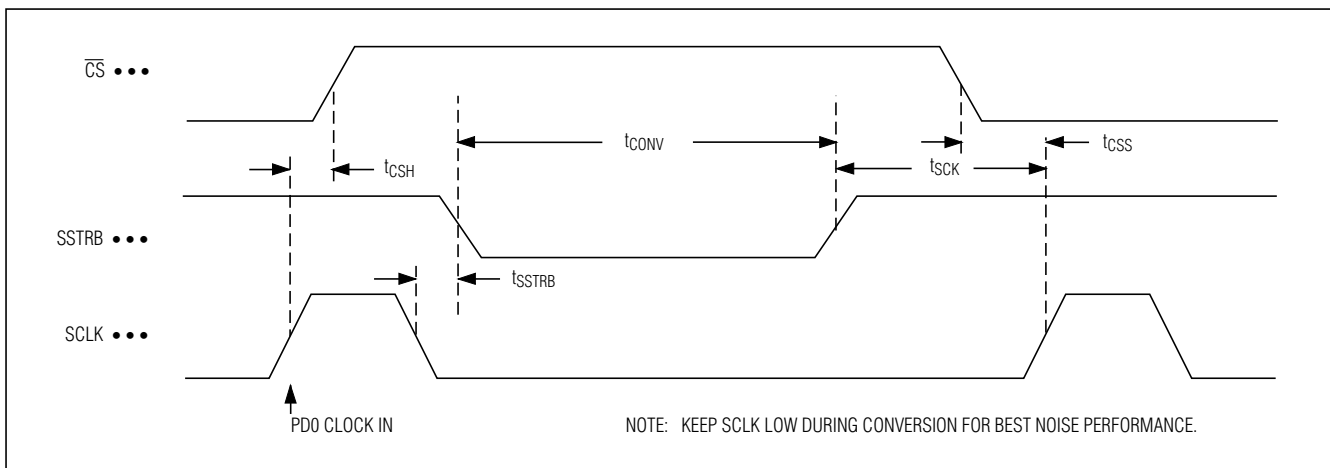 CS •••
tCONV
tCSS
tCSH
tSCK
SSTRB •••
tSSTRB
SCLK •••
PD0 CLOCK IN
NOTE: KEEP SCLK LOW DURING CONVERSION FOR BEST NOISE PERFORMANCE.